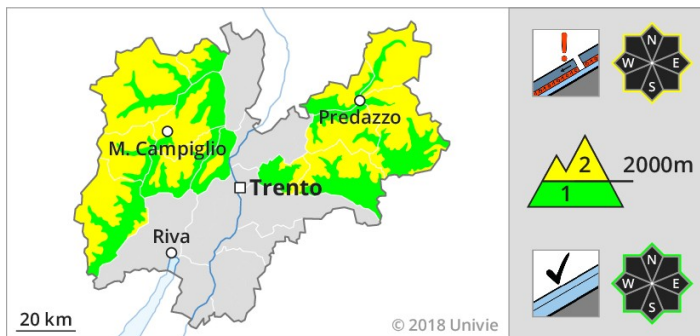 N
W E
S
Predazzo
M. Campiglio
Trento
Riva
20 km
© 2018 Univie
2 2000m
1
N
W E
S